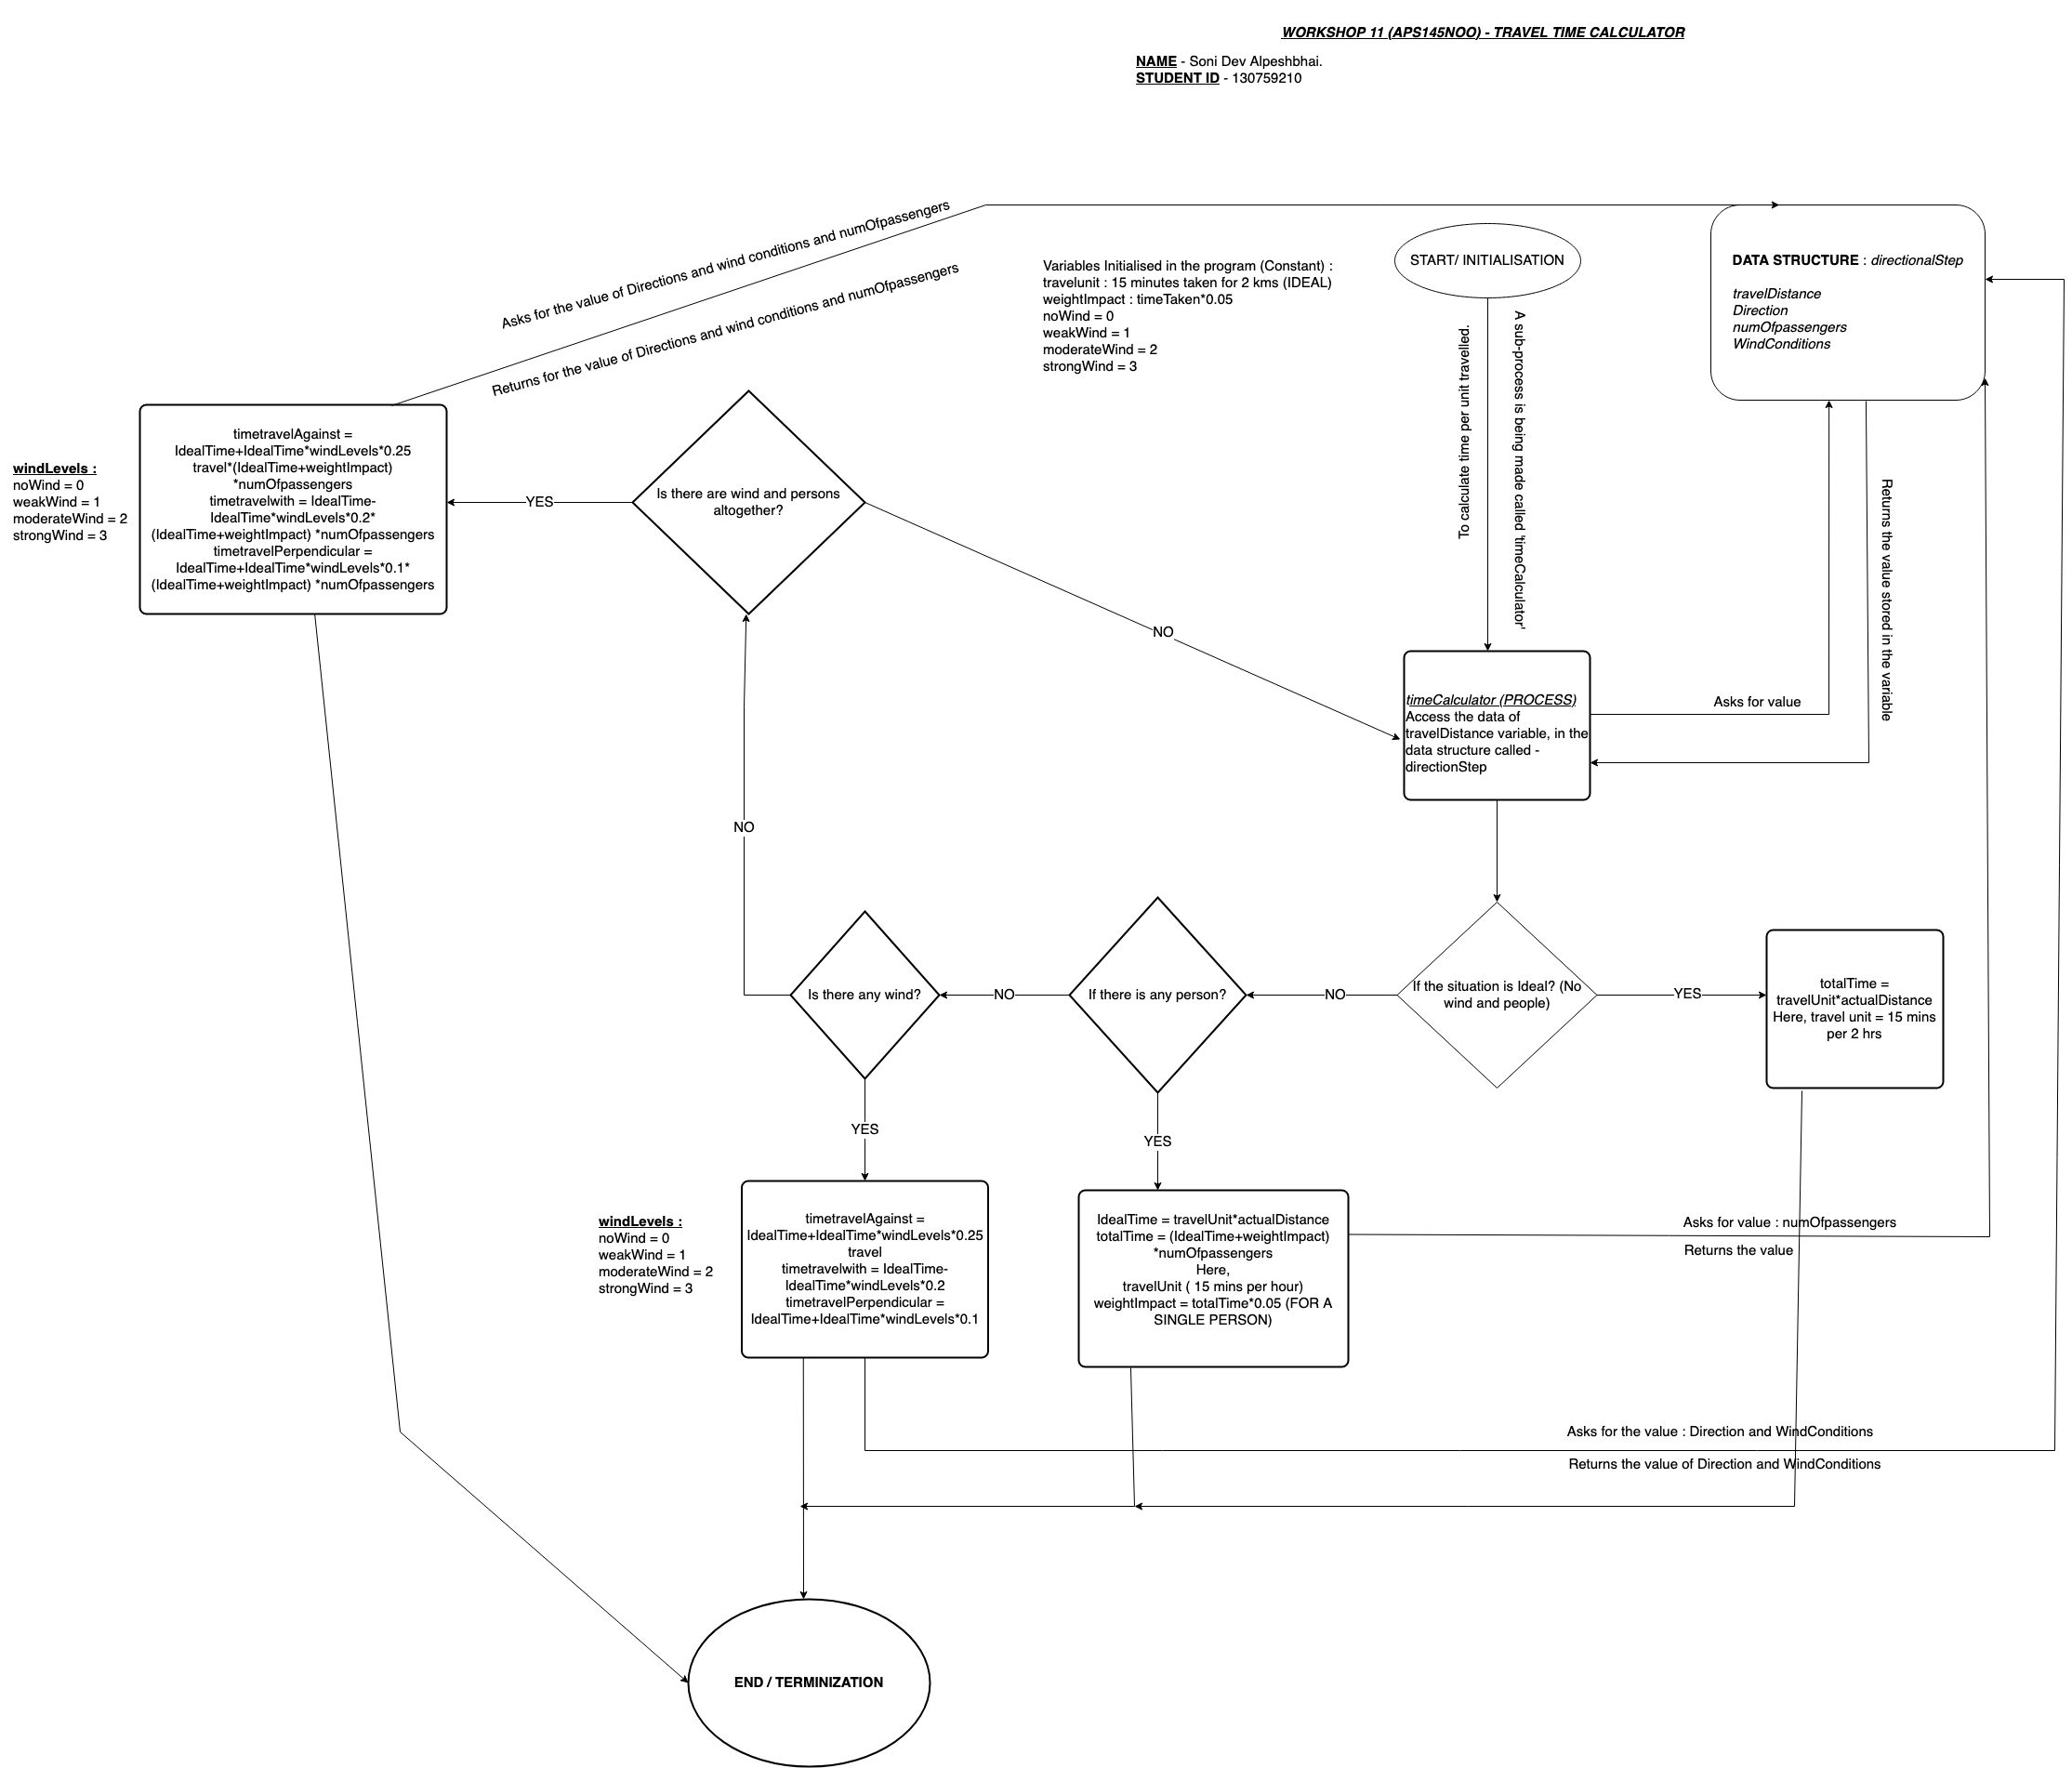 WORKSHOP 11 (APS145NOO) - TRAVEL TIME CALCULATOR
NAME - Soni Dev Alpeshbhai.
STUDENT ID - 130759210
Asks for the value of Directions and wind conditions and numOfpassengers
Returns for the value of Directions and wind conditions and numOfpassengers
Variables Initialised in the program (Constant) :
travelunit : 15 minutes taken for 2 kms (IDEAL)
weightImpact : timeTaken*0.05
noWind = 0
weakWind = 1
moderateWind = 2
strongWind = 3
START/ INITIALISATION
To calculate time per unit travelled.
A sub-process is being made called 'timeCalculator'
DATA STRUCTURE : directionalStep
travelDistance
Direction
numOfpassengers
WindConditions
windLevels :
noWind = 0
weakWind = 1
moderateWind = 2
strongWind = 3
timetravelAgainst =
IdealTime+IdealTime*windLevels*0.25
travel*(IdealTime+weightImpact)
*numOfpassengers
timetravelwith = IdealTime-
IdealTime*windLevels*0.2*
(IdealTime+weightImpact) *numOfpassengers
timetravelPerpendicular =
IdealTime+IdealTime*windLevels*0.1*
(IdealTime+weightImpact) *numOfpassengers
YES
Is there are wind and persons
altogether?
NO
timeCalculator (PROCESS)
Access the data of
travelDistance variable, in the
data structure called -
directionStep
Asks for value
Returns the value stored in the variable
NO
Is there any wind?
NO
If there is any person?
NO
If the situation is Ideal? (No
wind and people)
YES
totalTime =
travelUnit*actualDistance
Here, travel unit = 15 mins
per 2 hrs
YES
YES
windLevels :
noWind = 0
weakWind = 1
moderateWind = 2
strongWind = 3
timetravelAgainst =
IdealTime+IdealTime*windLevels*0.25
travel
timetravelwith = IdealTime-
IdealTime*windLevels*0.2
timetravelPerpendicular =
IdealTime+IdealTime*windLevels*0.1
IdealTime = travelUnit*actualDistance
totalTime = (IdealTime+weightImpact)
*numOfpassengers
Here,
travelUnit ( 15 mins per hour)
weightImpact = totalTime*0.05 (FOR A
SINGLE PERSON)
Asks for value : numOfpassengers
Returns the value
Asks for the value : Direction and WindConditions
Returns the value of Direction and WindConditions
END / TERMINIZATION